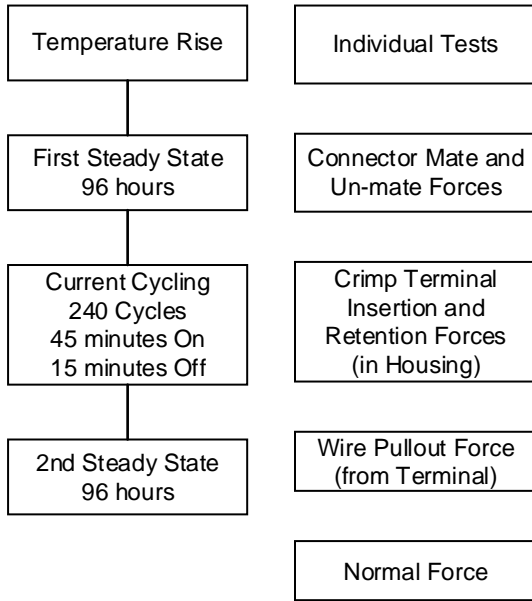 Temperature Rise
First Steady State
96 hours
Current Cycling
240 Cycles
45 minutes On
15 minutes Off
2nd Steady State
96 hours
Individual Tests
Connector Mate and
Un-mate Forces
Crimp Terminal
Insertion and
Retention Forces
(in Housing)
Wire Pullout Force
(from Terminal)
Normal Force